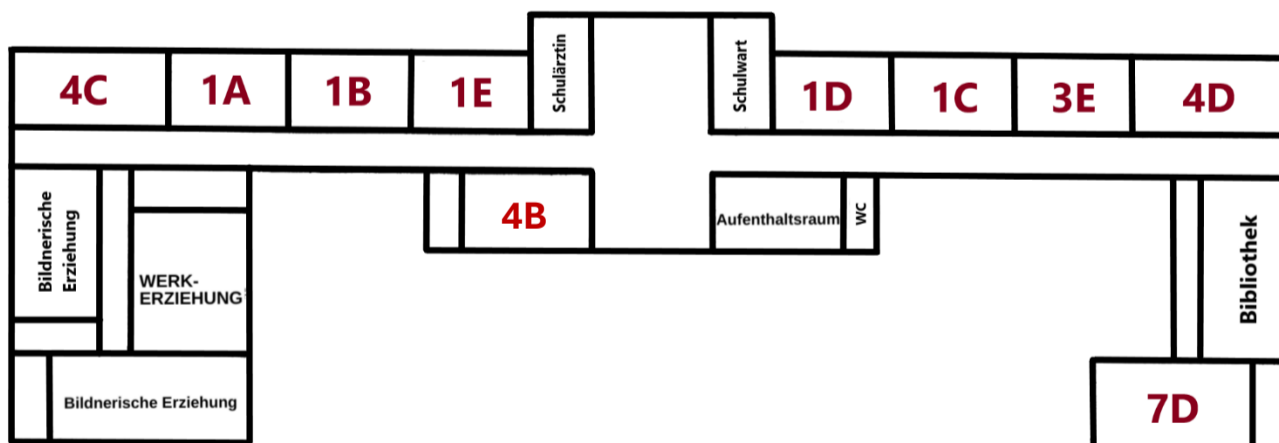 4C
1A
1B
1E
Schulärztin
Schulwart
1D
1C
3E
4D
Bildnerische
Erziehung
4B
Aufenthaltsraum
WC
WERK-
ERZIEHUNG
Bibliothek
Bildnerische Erziehung
7D